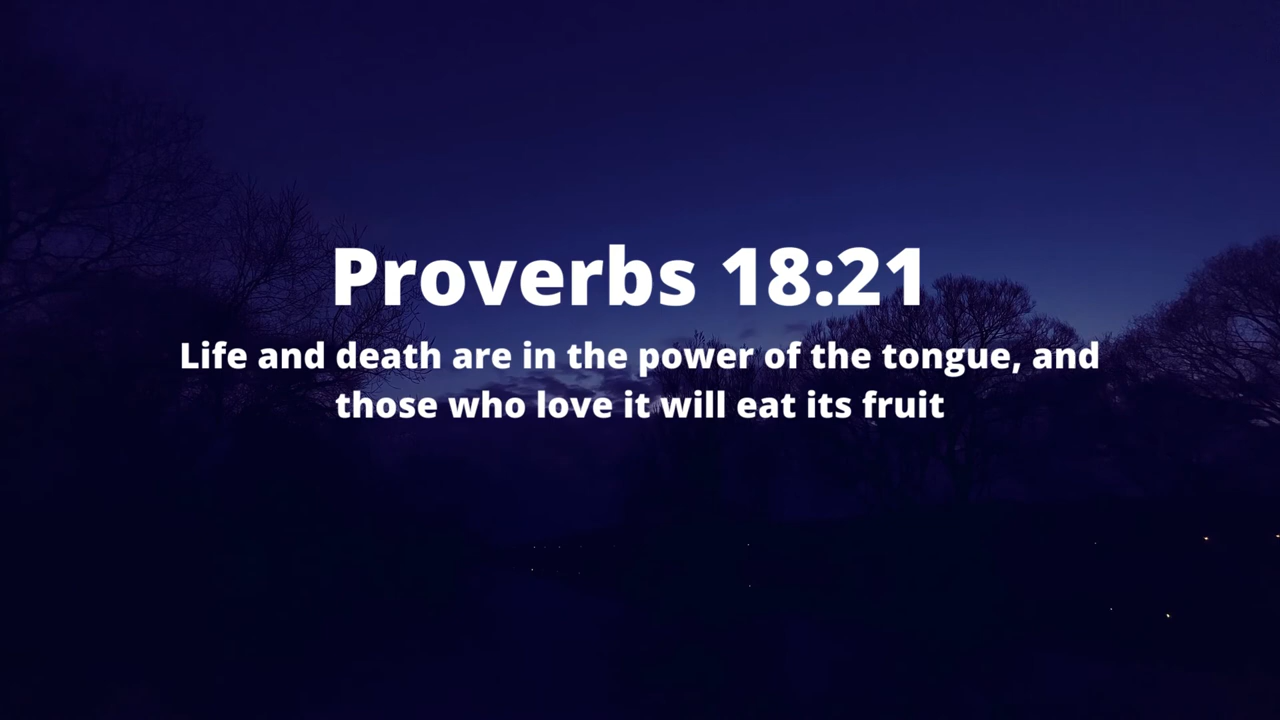 Proverbs 18:21
Life and death are in the power of the tongue, and
those who love it will eat its fruit